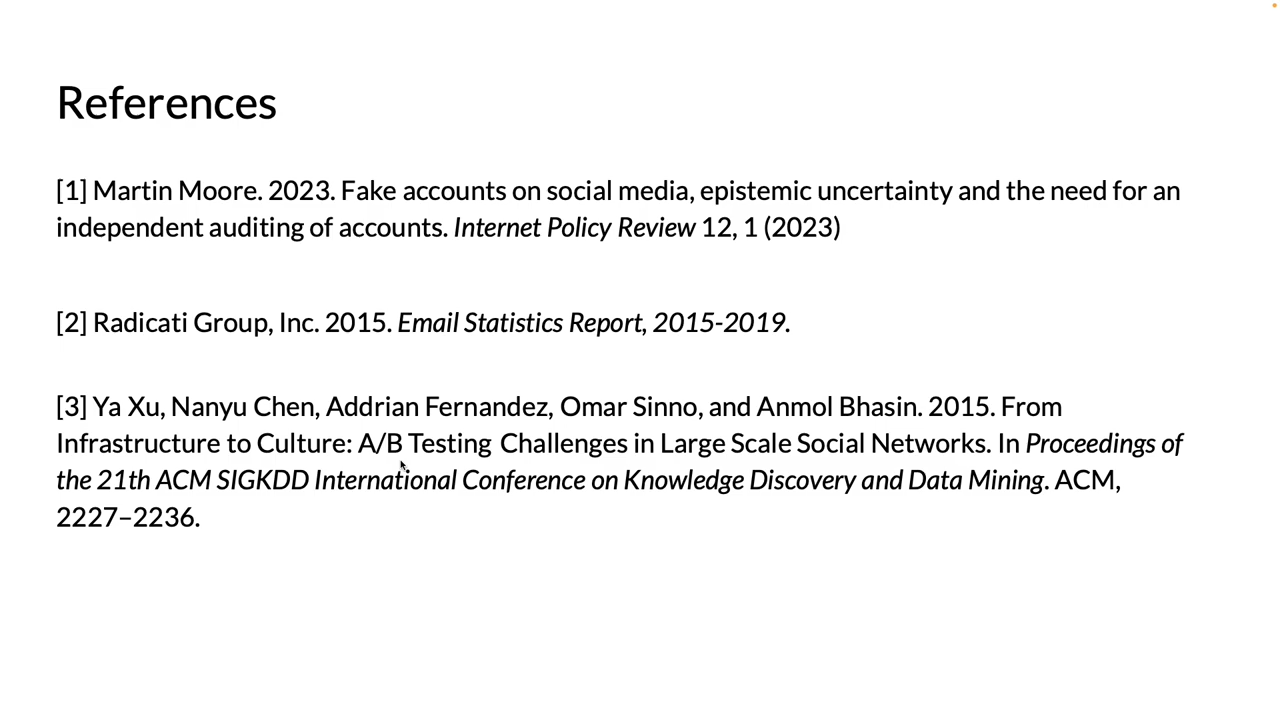 References
[1] Martin Moore. 2023. Fake accounts on social media, epistemic uncertainty and the need for an
independent auditing of accounts. Internet Policy Review 12, 1 (2023)
[2] Radicati Group, Inc. 2015. Email Statistics Report, 2015-2019.
[3] Ya Xu, Nanyu Chen, Addrian Fernandez, Omar Sinno, and Anmol Bhasin. 2015. From
Infrastructure to Culture: A/B Testing Challenges in Large Scale Social Networks. In Proceedings of
the 21th ACM SIGKDD International Conference on Knowledge Discovery and Data Mining. ACM,
2227–2236.